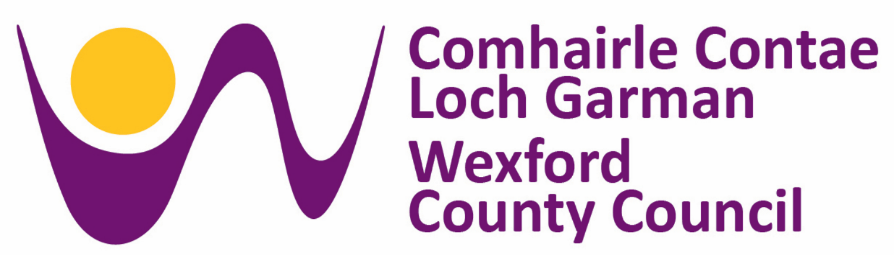 Comhairle Contae
Loch Garman
Wexford
County Council